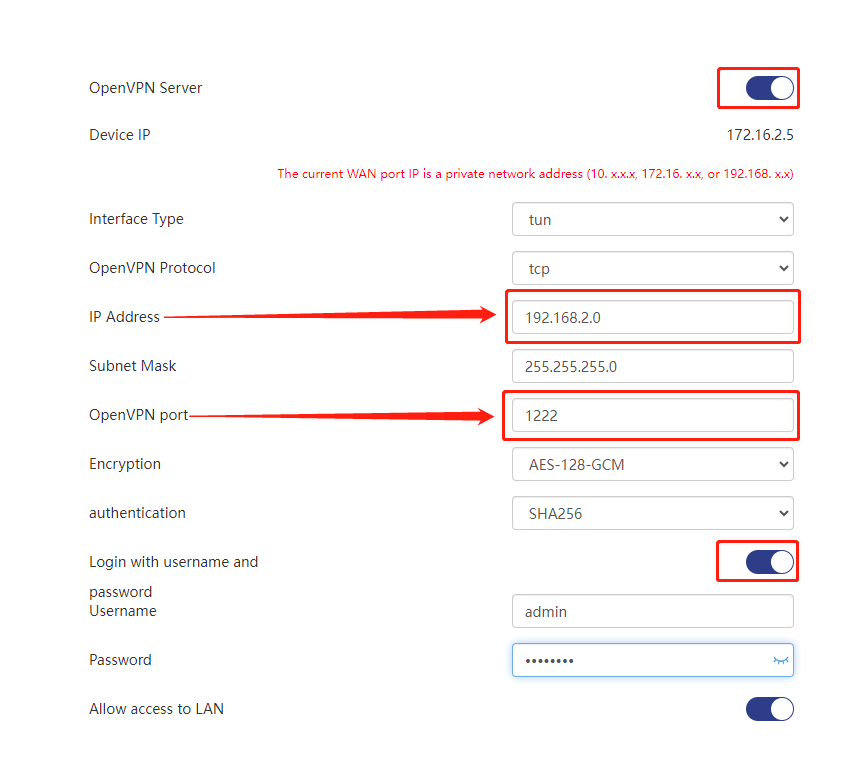 OpenVPN Server
Device IP 172.16.2.5
The current WAN port IP is a private network address (10. x.x.x, 172.16. x.x, or 192.168. x.x)
Interface Type tun
OpenVPN Protocol tcp
IP Address 192.168.2.0
Subnet Mask 255.255.255.0
OpenVPN port 1222
Encryption AES-128-GCM
authentication SHA256
Login with username and
password
Username admin
Password ••••••••
Allow access to LAN